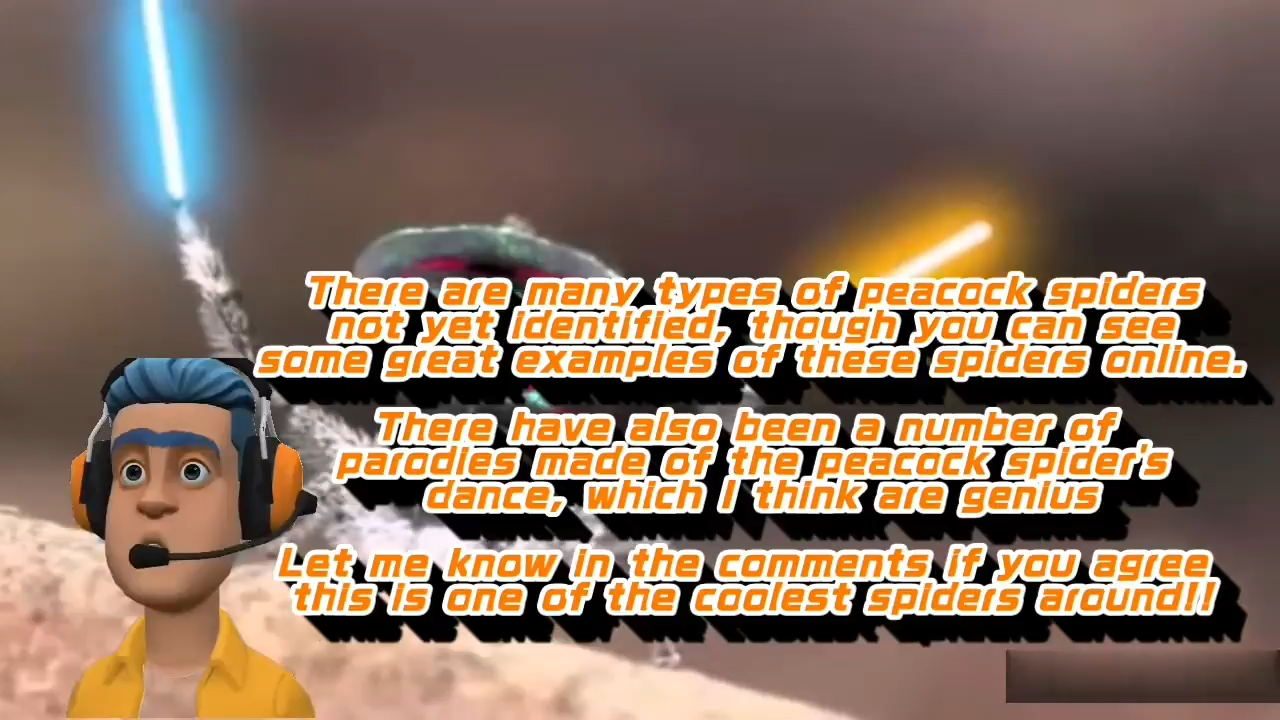 There are many types of peacock spiders
not yet identified, though you can see
some great examples of these spiders online.
There have also been a number of
parodies made of the peacock spider's
dance, which I think are genius
Let me know in the comments if you agree
this is one of the coolest spiders around!!